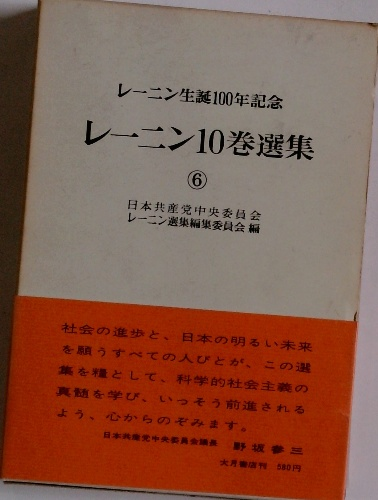 レーニン生誕100年記念
レーニン10巻選集
⑥
日本共産党中央委員会
レーニン選集編集委員会 編
社会の進歩と、日本の明るい未来
を願うすべての人びとが、この選
集を糧として、科学的社会主義の
真髄を学び、いっそう前進される
よう、心からのぞみます。
日本共産党中央委員会議長 野坂参三
大月書店刊 580円